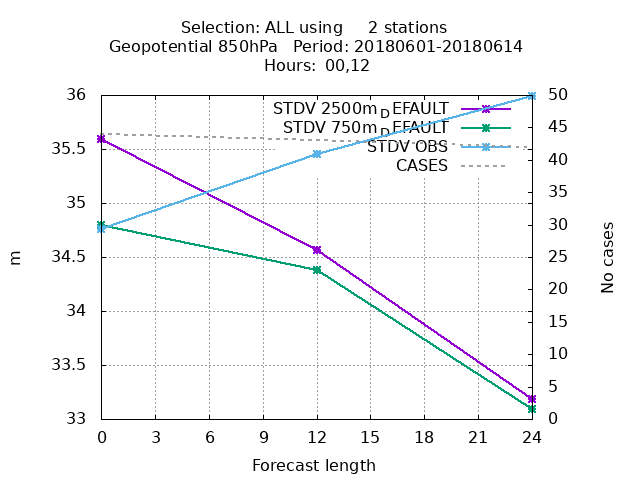 Selection: ALL using     2 stations
Geopotential 850hPa   Period: 20180601-20180614
Hours: 00,12
36
35.5
35
34.5
34
33.5
33
m
STDV 2500m_DEFAULT
STDV 750m_DEFAULT
STDV OBS
CASES
50
45
40
35
30
25
20
15
10
5
0
No cases
0 3 6 9 12 15 18 21 24
Forecast length